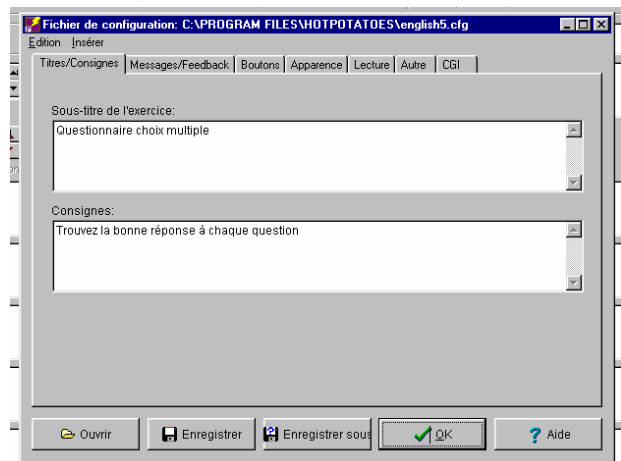 Fichier de configuration: C:\PROGRAM FILES\HOTPOTATOES\english5.cfg
Edition Insérer
Titres/Consignes Messages/Feedback Boutons Apparence Lecture Autre CGI
Sous-titre de l'exercice:
Questionnaire choix multiple
Consignes:
Trouvez la bonne réponse à chaque question
Ouvrir Enregistrer Enregistrer sous OK Aide